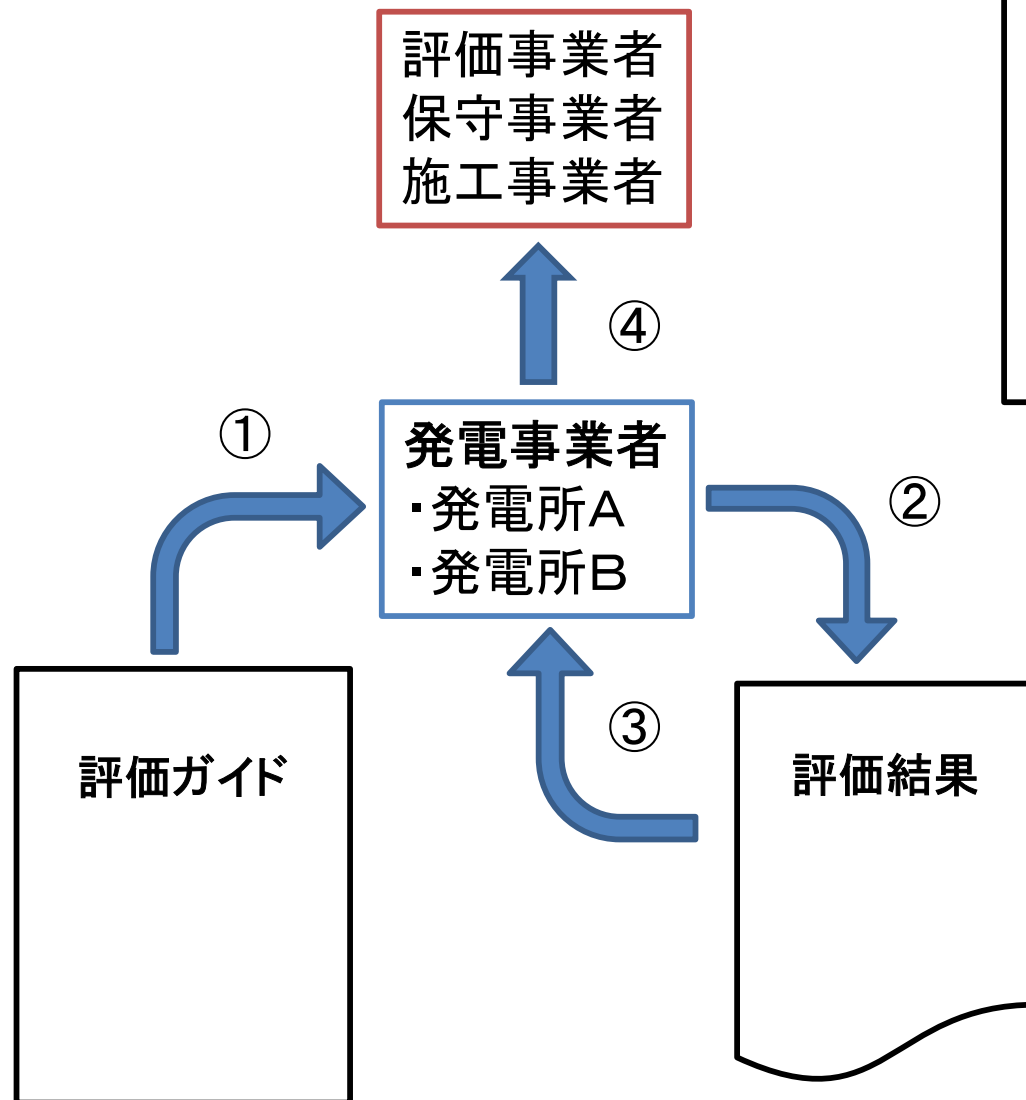 評価事業者
保守事業者
施工事業者
④
①
発電事業者
・発電所A
・発電所B
②
③
評価ガイド
評価結果